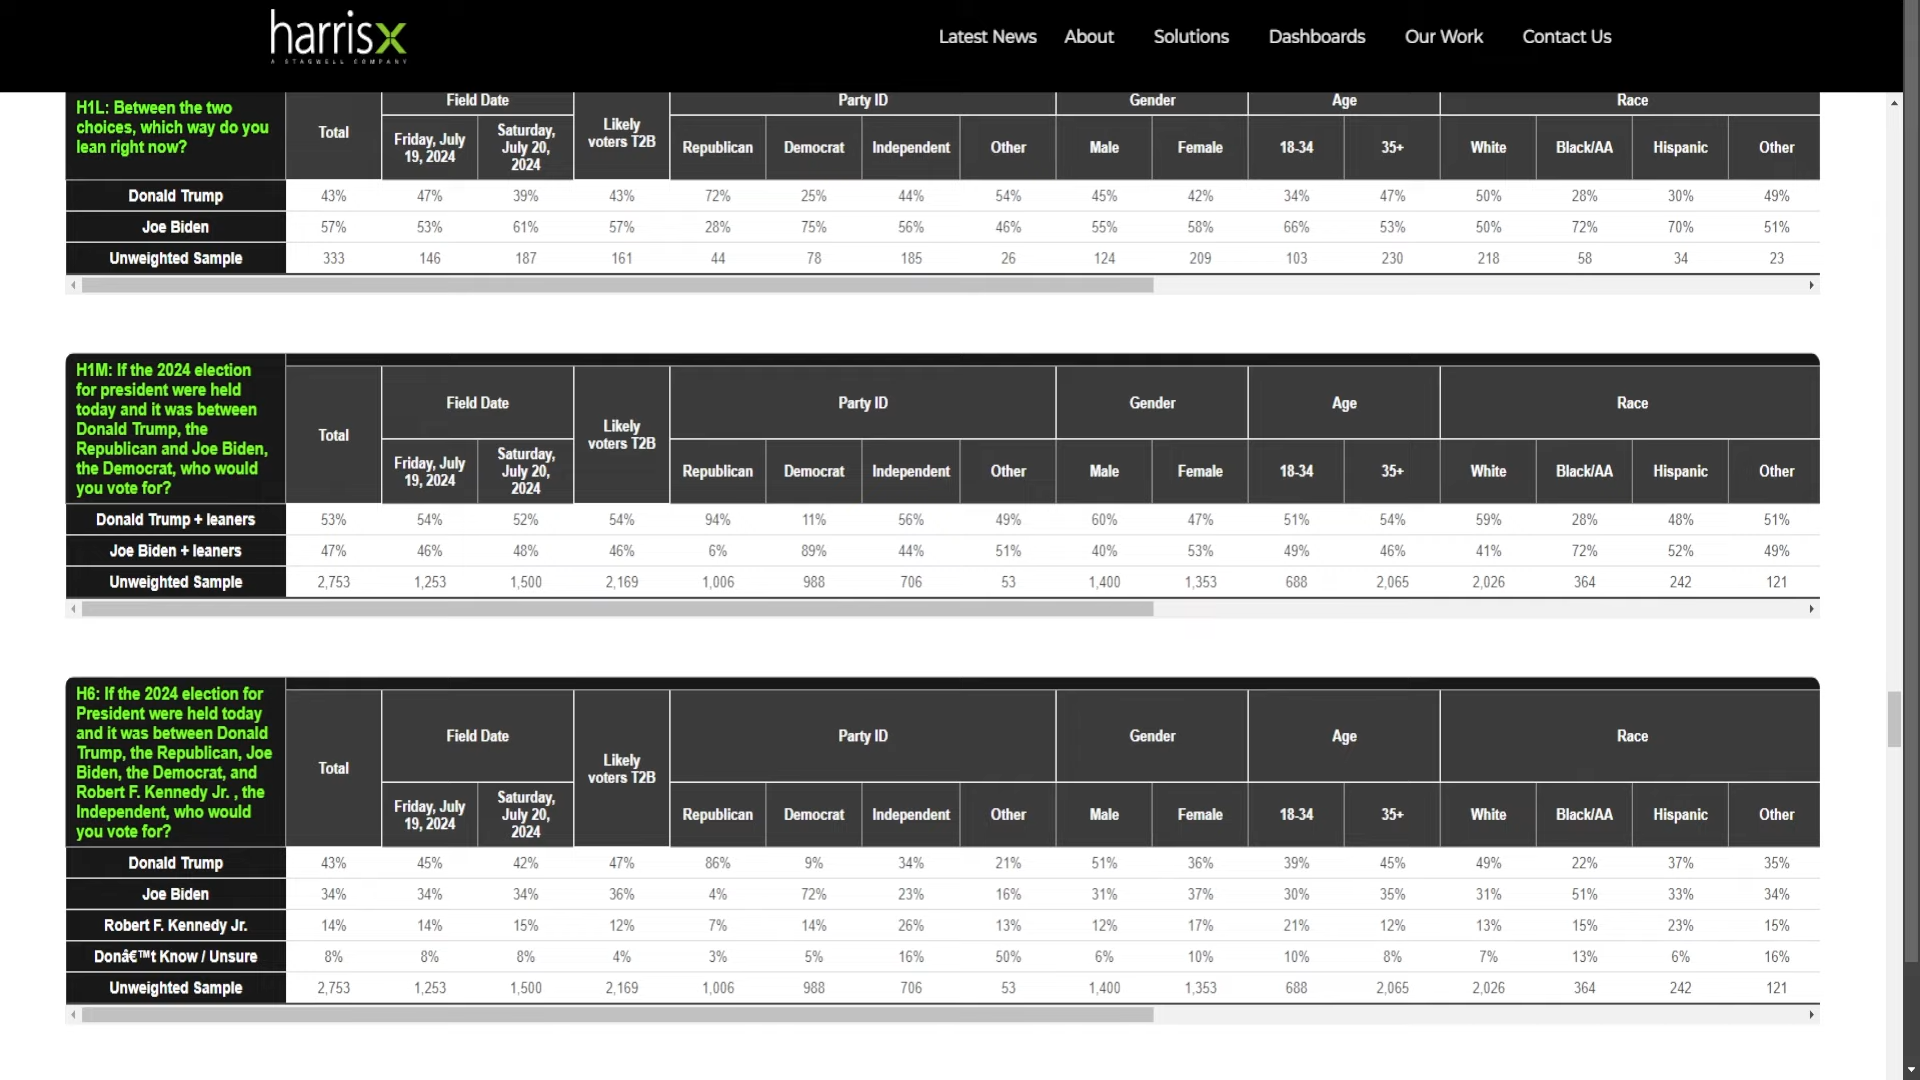 harrisx
A STAGWELL COMPANY
Latest News About Solutions Dashboards Our Work Contact Us
H1L: Between the two
choices, which way do you
lean right now?
Total
Field Date
Likely
voters T2B
Party ID
Gender
Age
Race
Friday, July
19, 2024
Saturday,
July 20,
2024
Republican Democrat Independent Other Male Female 18-34 35+ White Black/AA Hispanic Other
Donald Trump 43% 47% 39% 43% 72% 25% 44% 54% 45% 42% 34% 47% 50% 28% 30% 49%
Joe Biden 57% 53% 61% 57% 28% 75% 56% 46% 55% 58% 66% 53% 50% 72% 70% 51%
Unweighted Sample 333 146 187 161 44 78 185 26 124 209 103 230 218 58 34 23
H1M: If the 2024 election
for president were held
today and it was between
Donald Trump, the
Republican and Joe Biden,
the Democrat, who would
you vote for?
Total
Field Date
Likely
voters T2B
Party ID
Gender
Age
Race
Friday, July
19, 2024
Saturday,
July 20,
2024
Republican Democrat Independent Other Male Female 18-34 35+ White Black/AA Hispanic Other
Donald Trump + leaners 53% 54% 52% 54% 94% 11% 56% 49% 60% 47% 51% 54% 59% 28% 48% 51%
Joe Biden + leaners 47% 46% 48% 46% 6% 89% 44% 51% 40% 53% 49% 46% 41% 72% 52% 49%
Unweighted Sample 2,753 1,253 1,500 2,169 1,006 988 706 53 1,400 1,353 688 2,065 2,026 364 242 121
H6: If the 2024 election for
President were held today
and it was between Donald
Trump, the Republican, Joe
Biden, the Democrat, and
Robert F. Kennedy Jr. , the
Independent, who would
you vote for?
Total
Field Date
Likely
voters T2B
Party ID
Gender
Age
Race
Friday, July
19, 2024
Saturday,
July 20,
2024
Republican Democrat Independent Other Male Female 18-34 35+ White Black/AA Hispanic Other
Donald Trump 43% 45% 42% 47% 86% 9% 34% 21% 51% 36% 39% 45% 49% 22% 37% 35%
Joe Biden 34% 34% 34% 36% 4% 72% 23% 16% 31% 37% 30% 35% 31% 51% 33% 34%
Robert F. Kennedy Jr. 14% 14% 15% 12% 7% 14% 26% 13% 12% 17% 21% 12% 13% 15% 23% 15%
Donâ€™t Know / Unsure 8% 8% 8% 4% 3% 5% 16% 50% 6% 10% 10% 8% 7% 13% 6% 16%
Unweighted Sample 2,753 1,253 1,500 2,169 1,006 988 706 53 1,400 1,353 688 2,065 2,026 364 242 121